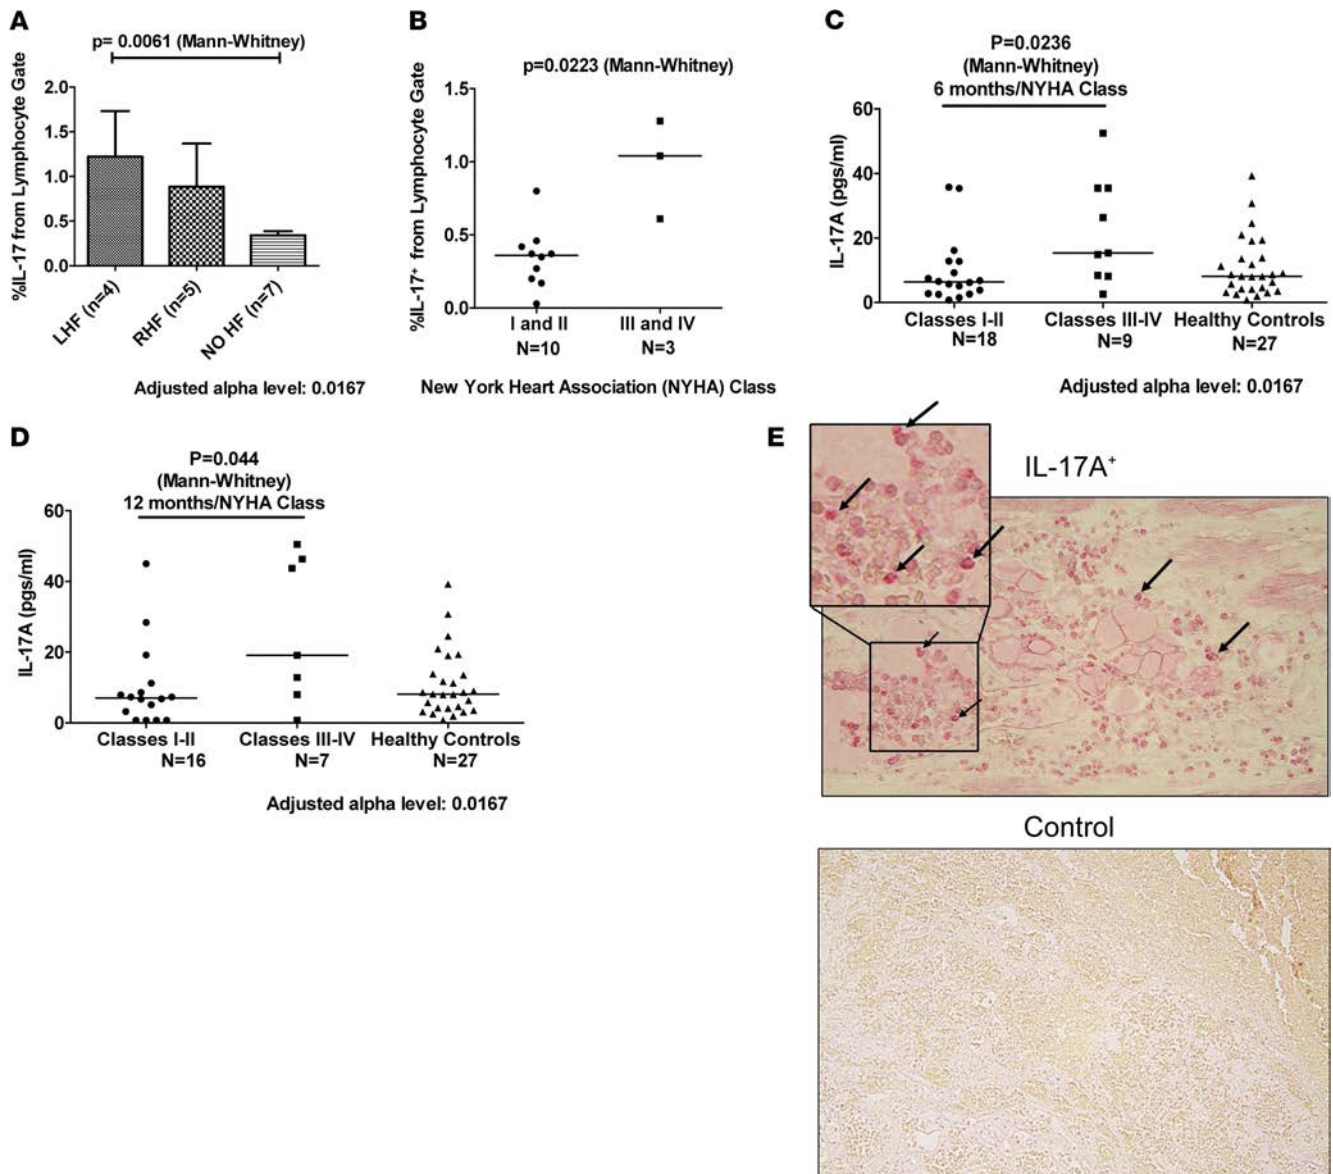 A
p= 0.0061 (Mann-Whitney)
%IL-17 from Lymphocyte Gate
2.0
1.5
1.0
0.5
0.0
LHF (n=4)
RHF (n=5)
NO HF (n=7)
Adjusted alpha level: 0.0167
B
p=0.0223 (Mann-Whitney)
%IL-17⁺ from Lymphocyte Gate
1.5
1.0
0.5
0.0
I and II
III and IV
N=10
N=3
New York Heart Association (NYHA) Class
C
P=0.0236
(Mann-Whitney)
6 months/NYHA Class
IL-17A (pgs/ml)
60
40
20
0
Classes I-II
Classes III-IV
Healthy Controls
N=18
N=9
N=27
Adjusted alpha level: 0.0167
D
P=0.044
(Mann-Whitney)
12 months/NYHA Class
IL-17A (pgs/ml)
60
40
20
0
Classes I-II
Classes III-IV
Healthy Controls
N=16
N=7
N=27
Adjusted alpha level: 0.0167
E
IL-17A⁺
Control